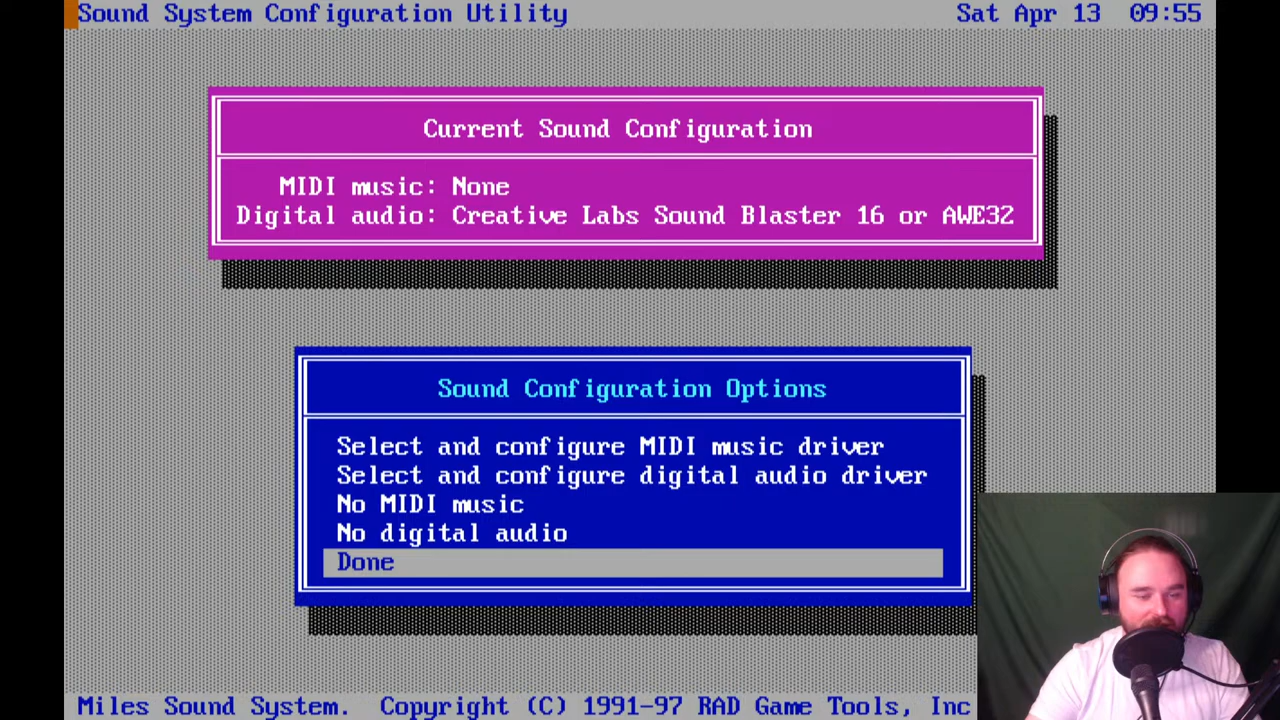 Sound System Configuration Utility Sat Apr 13 09:55
Current Sound Configuration
MIDI music: None
Digital audio: Creative Labs Sound Blaster 16 or AWE32
Sound Configuration Options
Select and configure MIDI music driver
Select and configure digital audio driver
No MIDI music
No digital audio
Done
Miles Sound System. Copyright (C) 1991-97 RAD Game Tools, Inc